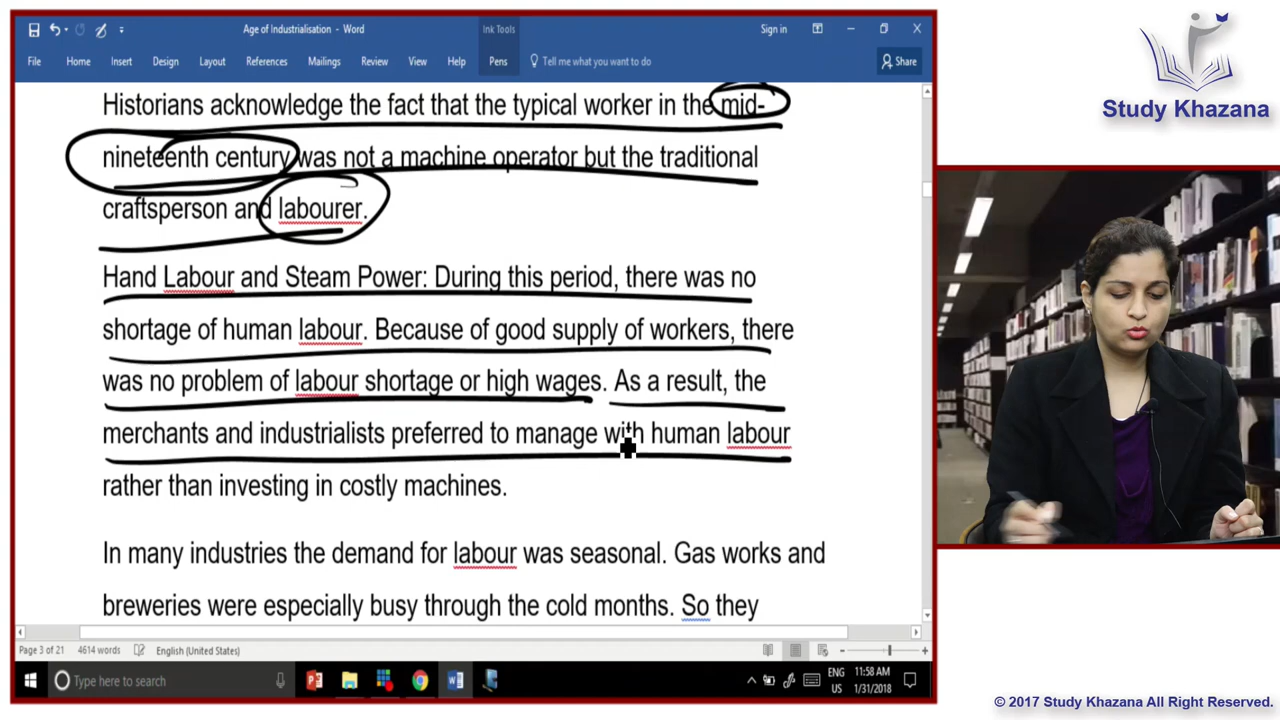 Age of Industrialisation - Word
Ink Tools
Sign in
File Home Insert Design Layout References Mailings Review View Help Pens Tell me what you want to do Share
Study Khazana
Historians acknowledge the fact that the typical worker in the mid-
nineteenth century was not a machine operator but the traditional
craftsperson and labourer.
Hand Labour and Steam Power: During this period, there was no
shortage of human labour. Because of good supply of workers, there
was no problem of labour shortage or high wages. As a result, the
merchants and industrialists preferred to manage with human labour
rather than investing in costly machines.
In many industries the demand for labour was seasonal. Gas works and
breweries were especially busy through the cold months. So they
Page 3 of 21 4614 words English (United States)
Type here to search
ENG 11:58 AM
US 1/31/2018
© 2017 Study Khazana All Right Reserved.